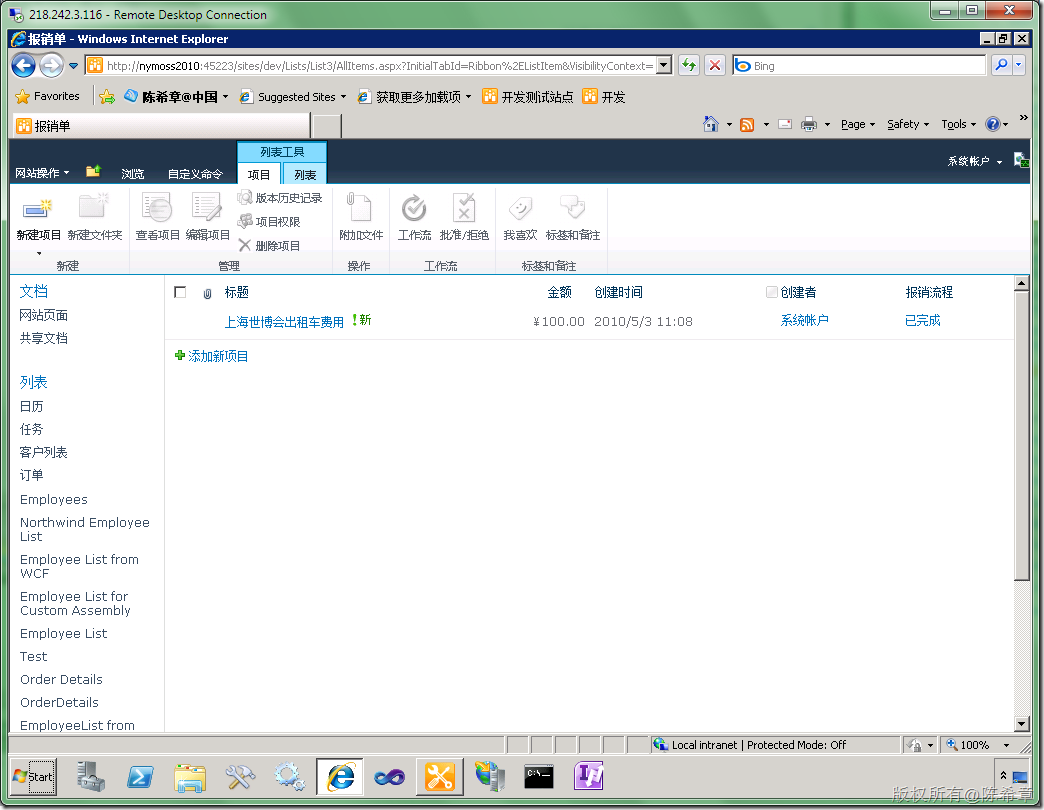 218.242.3.116 - Remote Desktop Connection
报销单 - Windows Internet Explorer
http://nymoss2010:45223/sites/dev/Lists/List3/AllItems.aspx?InitialTabId=Ribbon%2EListItem&VisibilityContext=
Bing
Favorites 陈希章@中国 Suggested Sites 获取更多加载项 开发测试站点 开发
报销单
Page Safety Tools
列表工具
网站操作 浏览 自定义命令 项目 列表 系统帐户
新建项目 新建文件夹 查看项目 编辑项目 版本历史记录 项目权限 删除项目 附加文件 工作流 批准/拒绝 我喜欢 标签和备注
新建 管理 操作 工作流 标签和备注
标题 金额 创建时间 创建者 报销流程
上海世博会出租车费用 !新 ¥100.00 2010/5/3 11:08 系统帐户 已完成
添加新项目
文档
网站页面
共享文档
列表
日历
任务
客户列表
订单
Employees
Northwind Employee
List
Employee List from
WCF
Employee List for
Custom Assembly
Employee List
Test
Order Details
OrderDetails
EmployeeList from
Local intranet | Protected Mode: Off 100%
Start
C:\_
版权所有@陈希章